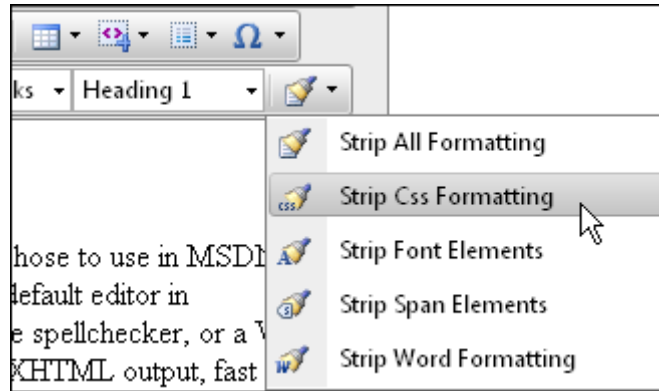 Ω
ks Heading 1
Strip All Formatting
css Strip Css Formatting
hose to use in MSDN
A Strip Font Elements
default editor in
e spellchecker, or a
s Strip Span Elements
XHTML output, fast
w Strip Word Formatting